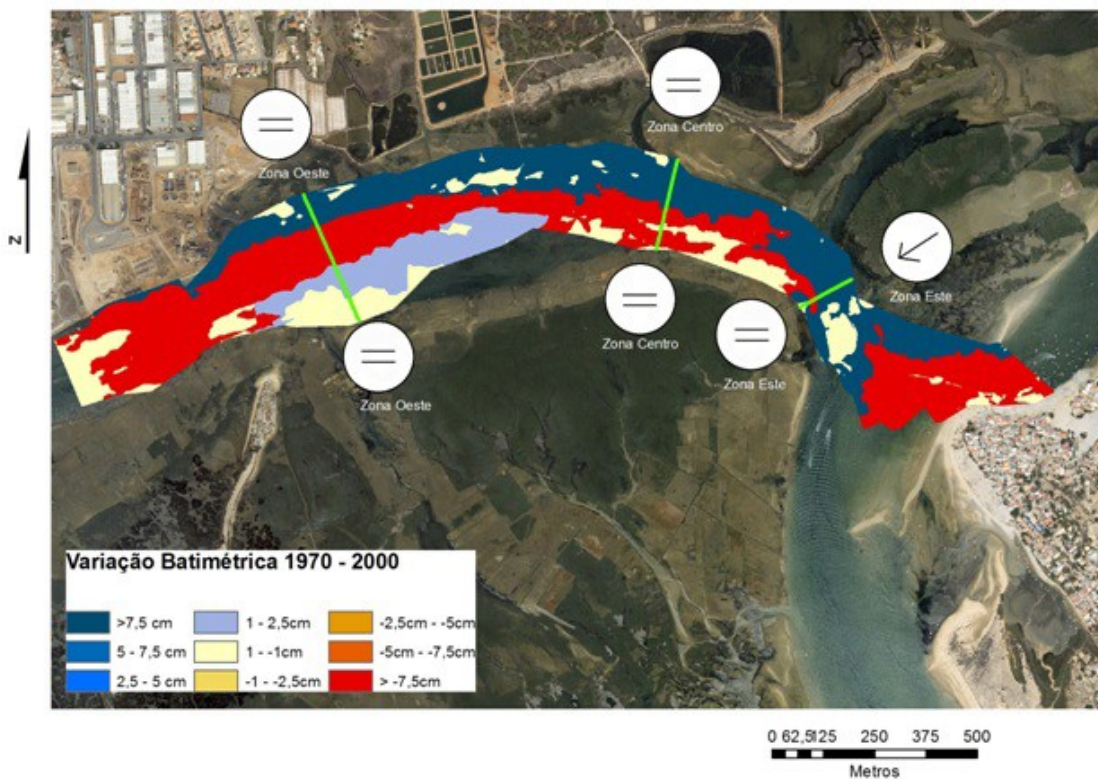 Zona Centro
Zona Oeste
N
Zona Este
Zona Centro
Zona Este
Zona Oeste
Variação Batimétrica 1970 - 2000
>7,5 cm
1 - 2,5cm
-2,5cm - -5cm
5 - 7,5 cm
1 - -1cm
-5cm - -7,5cm
2,5 - 5 cm
-1 - -2,5cm
> -7,5cm
0 62,5125 250 375 500
Metros